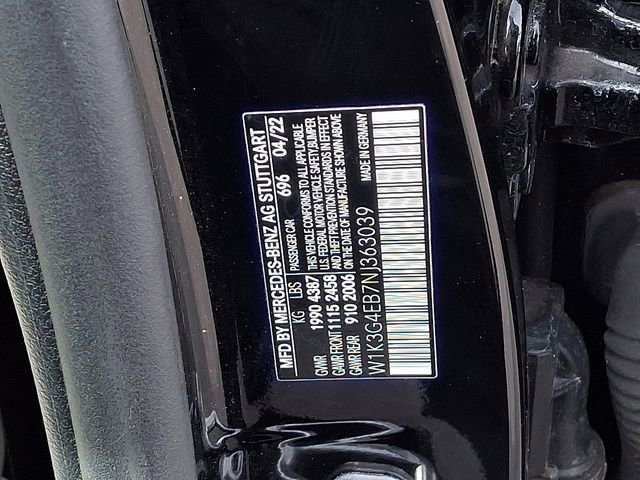 MFD BY MERCEDES-BENZ AG STUTTGART
PASSENGER CAR 696 04/22
KG LBS THIS VEHICLE CONFORMS TO ALL APPLICABLE
GVWR 1990 4387 U.S. FEDERAL MOTOR VEHICLE SAFETY, BUMPER
GAWR FRONT 1115 2458 AND THEFT PREVENTION STANDARDS IN EFFECT
GAWR REAR 910 2006 ON THE DATE OF MANUFACTURE SHOWN ABOVE
W1K3G4EB7NJ363039 MADE IN GERMANY